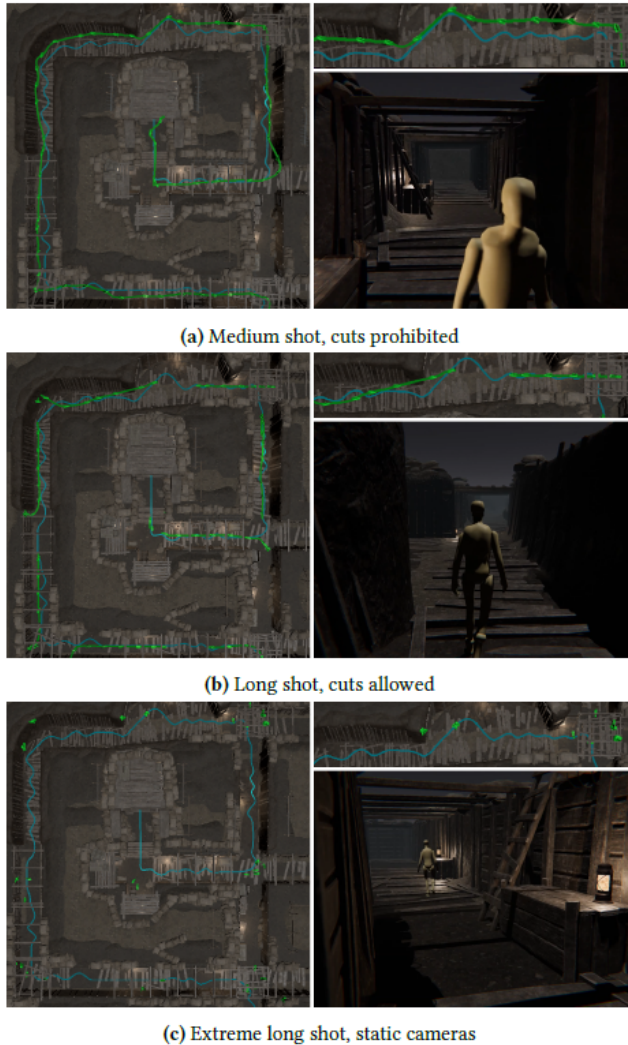 (a) Medium shot, cuts prohibited
(b) Long shot, cuts allowed
(c) Extreme long shot, static cameras